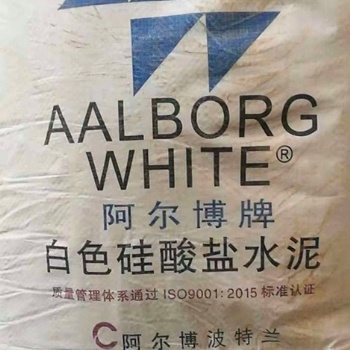 AALBORG
WHITE®
阿尔博牌
白色硅酸盐水泥
质量管理体系通过 ISO9001:2015 标准认证
阿尔博波特兰